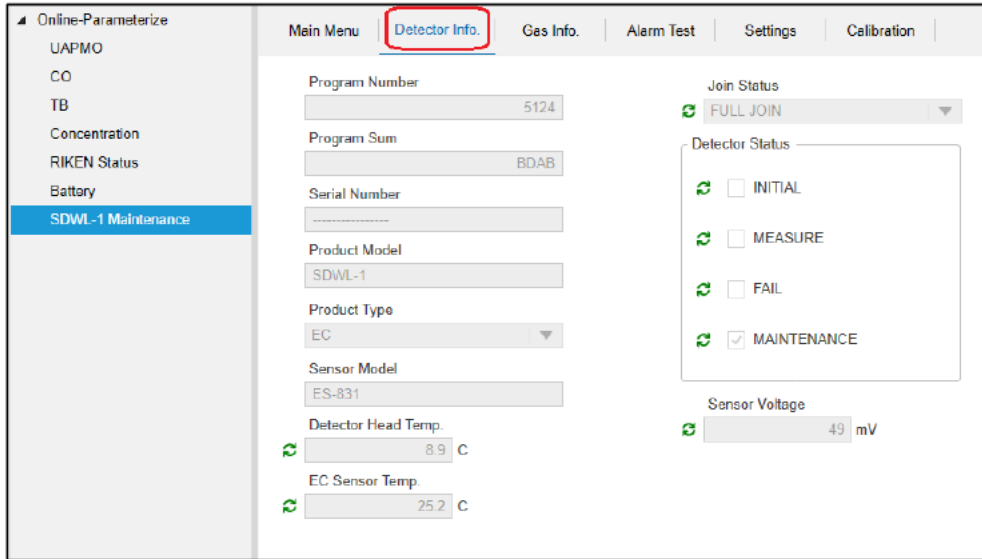 Online-Parameterize
UAPMO
CO
TB
Concentration
RIKEN Status
Battery
SDWL-1 Maintenance
Main Menu
Detector Info.
Gas Info.
Alarm Test
Settings
Calibration
Program Number
5124
Program Sum
BDAB
Serial Number
----------------
Product Model
SDWL-1
Product Type
EC
Sensor Model
ES-831
Detector Head Temp.
8.9 C
EC Sensor Temp.
25.2 C
Join Status
FULL JOIN
Detector Status
INITIAL
MEASURE
FAIL
MAINTENANCE
Sensor Voltage
49 mV